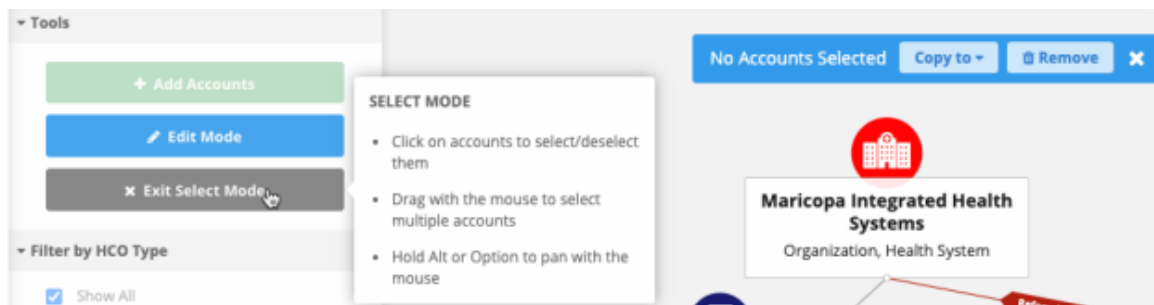 Tools
+ Add Accounts
Edit Mode
× Exit Select Mode
Filter by HCO Type
Show All
SELECT MODE
• Click on accounts to select/deselect
them
• Drag with the mouse to select
multiple accounts
• Hold Alt or Option to pan with the
mouse
No Accounts Selected
Copy to
Remove
×
Maricopa Integrated Health
Systems
Organization, Health System